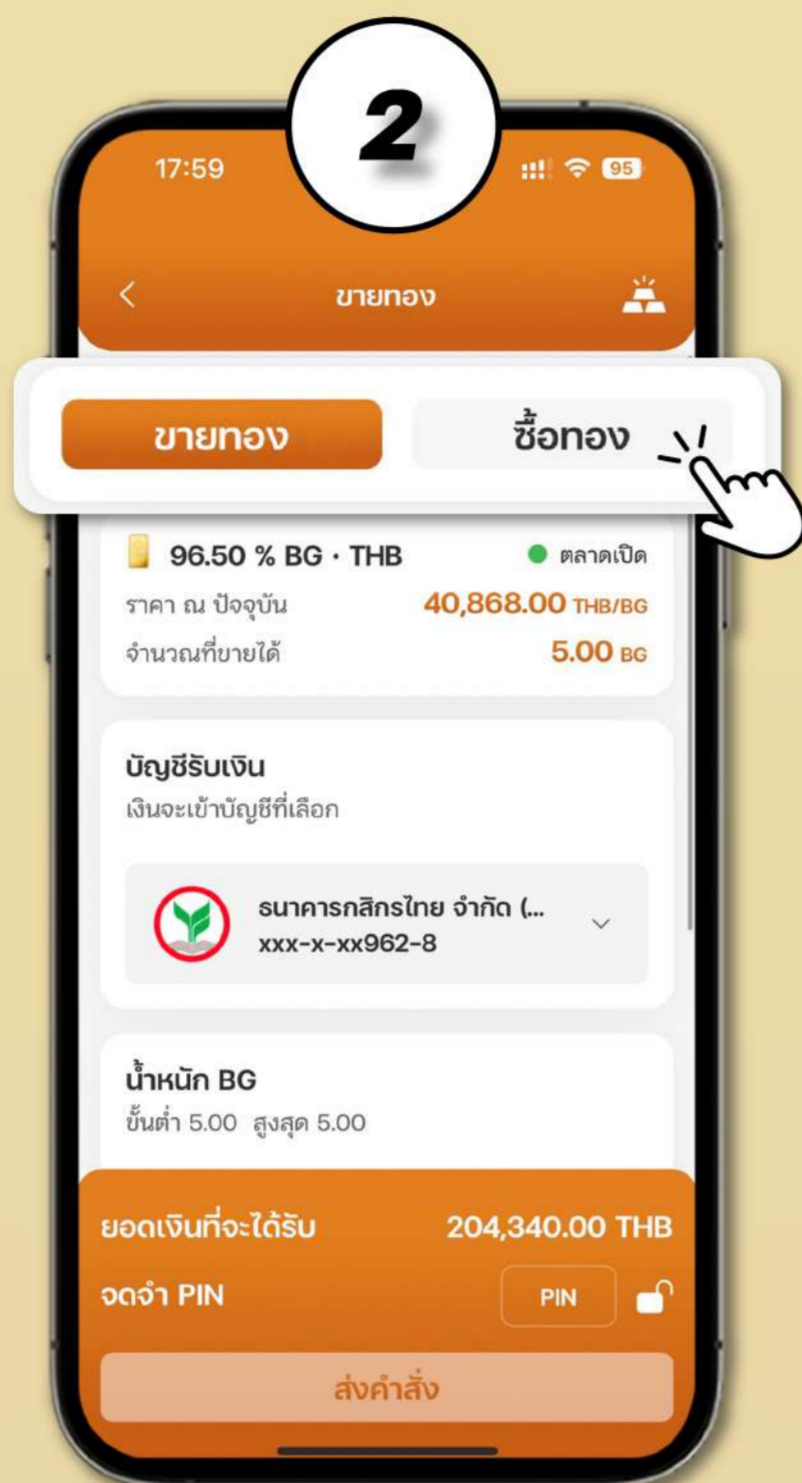 2
17:59 95
ขายทอง
ขายทอง ซื้อทอง
96.50 % BG · THB ตลาดเปิด
ราคา ณ ปัจจุบัน 40,868.00 THB/BG
จำนวณที่ขายได้ 5.00 BG
บัญชีรับเงิน
เงินจะเข้าบัญชีที่เลือก
ธนาคารกสิกรไทย จำกัด (...
xxx-x-xx962-8
น้ำหนัก BG
ขั้นต่ำ 5.00 สูงสุด 5.00
ยอดเงินที่จะได้รับ 204,340.00 THB
จดจำ PIN PIN
ส่งคำสั่ง